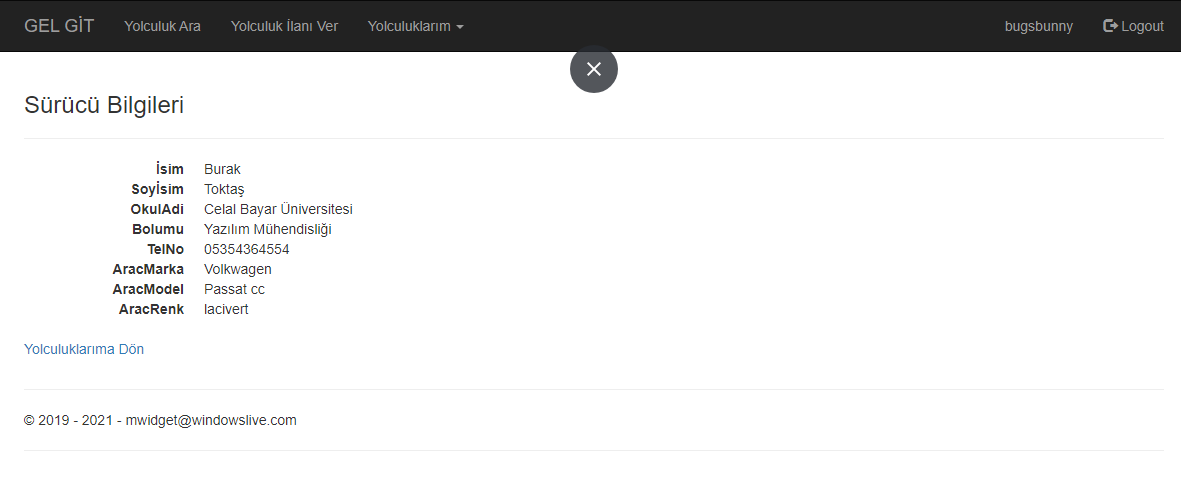 GEL GİT Yolculuk Ara Yolculuk İlanı Ver Yolculuklarım bugsbunny Logout
Sürücü Bilgileri
İsim Burak
Soyİsim Toktaş
OkulAdi Celal Bayar Üniversitesi
Bolumu Yazılım Mühendisliği
TelNo 05354364554
AracMarka Volkwagen
AracModel Passat cc
AracRenk lacivert
Yolculuklarıma Dön
© 2019 - 2021 - mwidget@windowslive.com